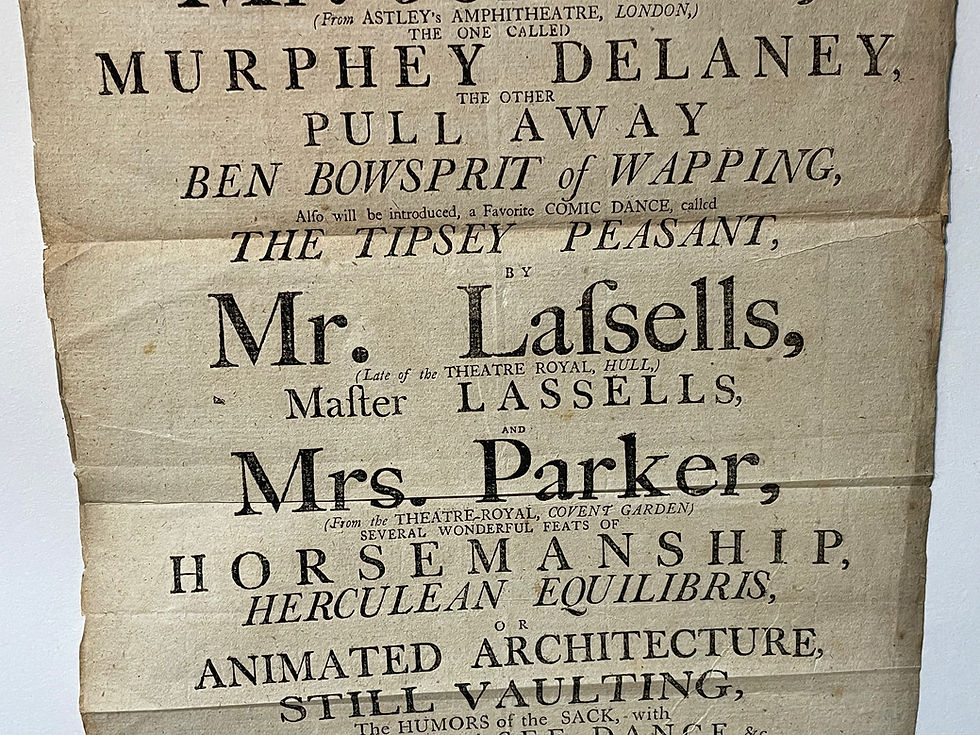 Mr.
(From ASTLEY's AMPHITHEATRE, LONDON,)
THE ONE CALLED
MURPHEY DELANEY,
THE OTHER
PULL AWAY
BEN BOWSPRIT of WAPPING,
Alſo will be introduced, a Favorite COMIC DANCE, called
THE TIPSEY PEASANT,
BY
Mr. Laſsells,
(Late of the THEATRE ROYAL, HULL,)
Maſter LASSELLS,
AND
Mrs. Parker,
(From the THEATRE-ROYAL, COVENT GARDEN)
SEVERAL WONDERFUL FEATS OF
HORSEMANSHIP,
HERCULEAN EQUILIBRIS,
OR
ANIMATED ARCHITECTURE,
STILL VAULTING,
The HUMORS of the SACK, with
DANCE, &c.